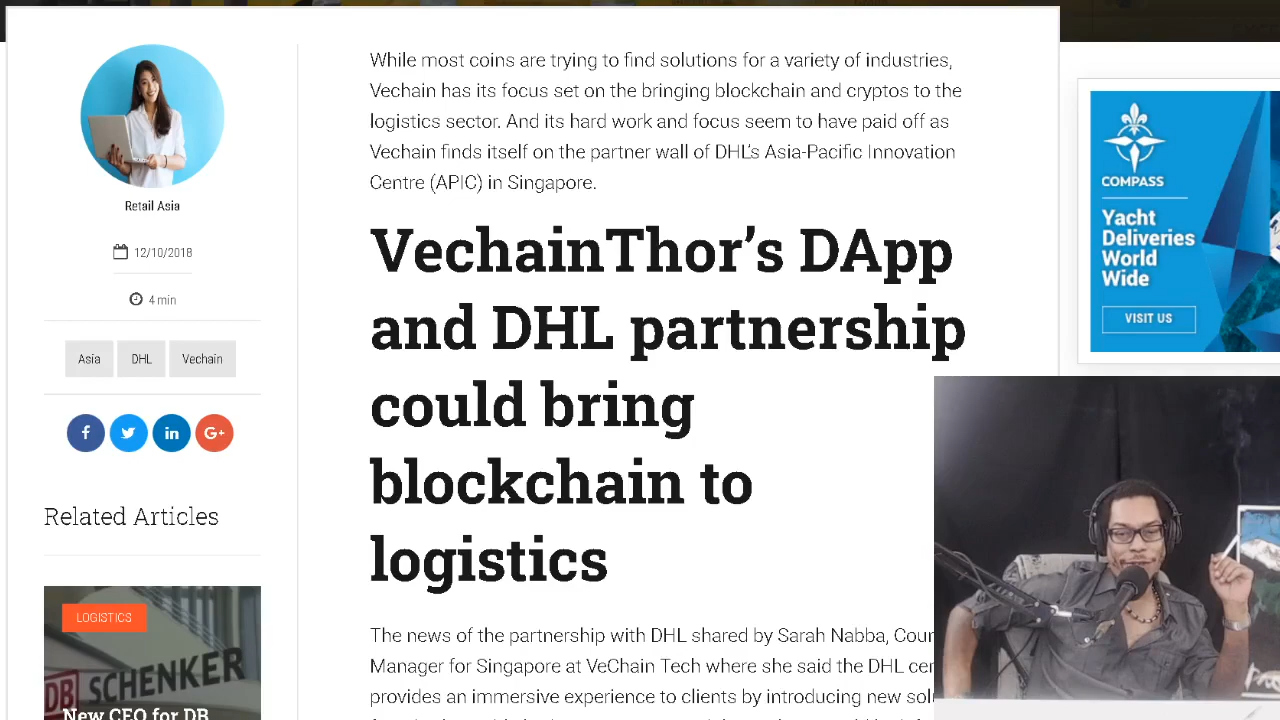 Retail Asia
12/10/2018
4 min
Asia
DHL
Vechain
f
in
G+
Related Articles
LOGISTICS
DB SCHENKER
New CEO for DB
While most coins are trying to find solutions for a variety of industries,
Vechain has its focus set on the bringing blockchain and cryptos to the
logistics sector. And its hard work and focus seem to have paid off as
Vechain finds itself on the partner wall of DHL's Asia-Pacific Innovation
Centre (APIC) in Singapore.
VechainThor’s DApp
and DHL partnership
could bring
blockchain to
logistics
The news of the partnership with DHL shared by Sarah Nabba, Coun
Manager for Singapore at VeChain Tech where she said the DHL cen
provides an immersive experience to clients by introducing new solu
COMPASS
Yacht
Deliveries
World
Wide
VISIT US